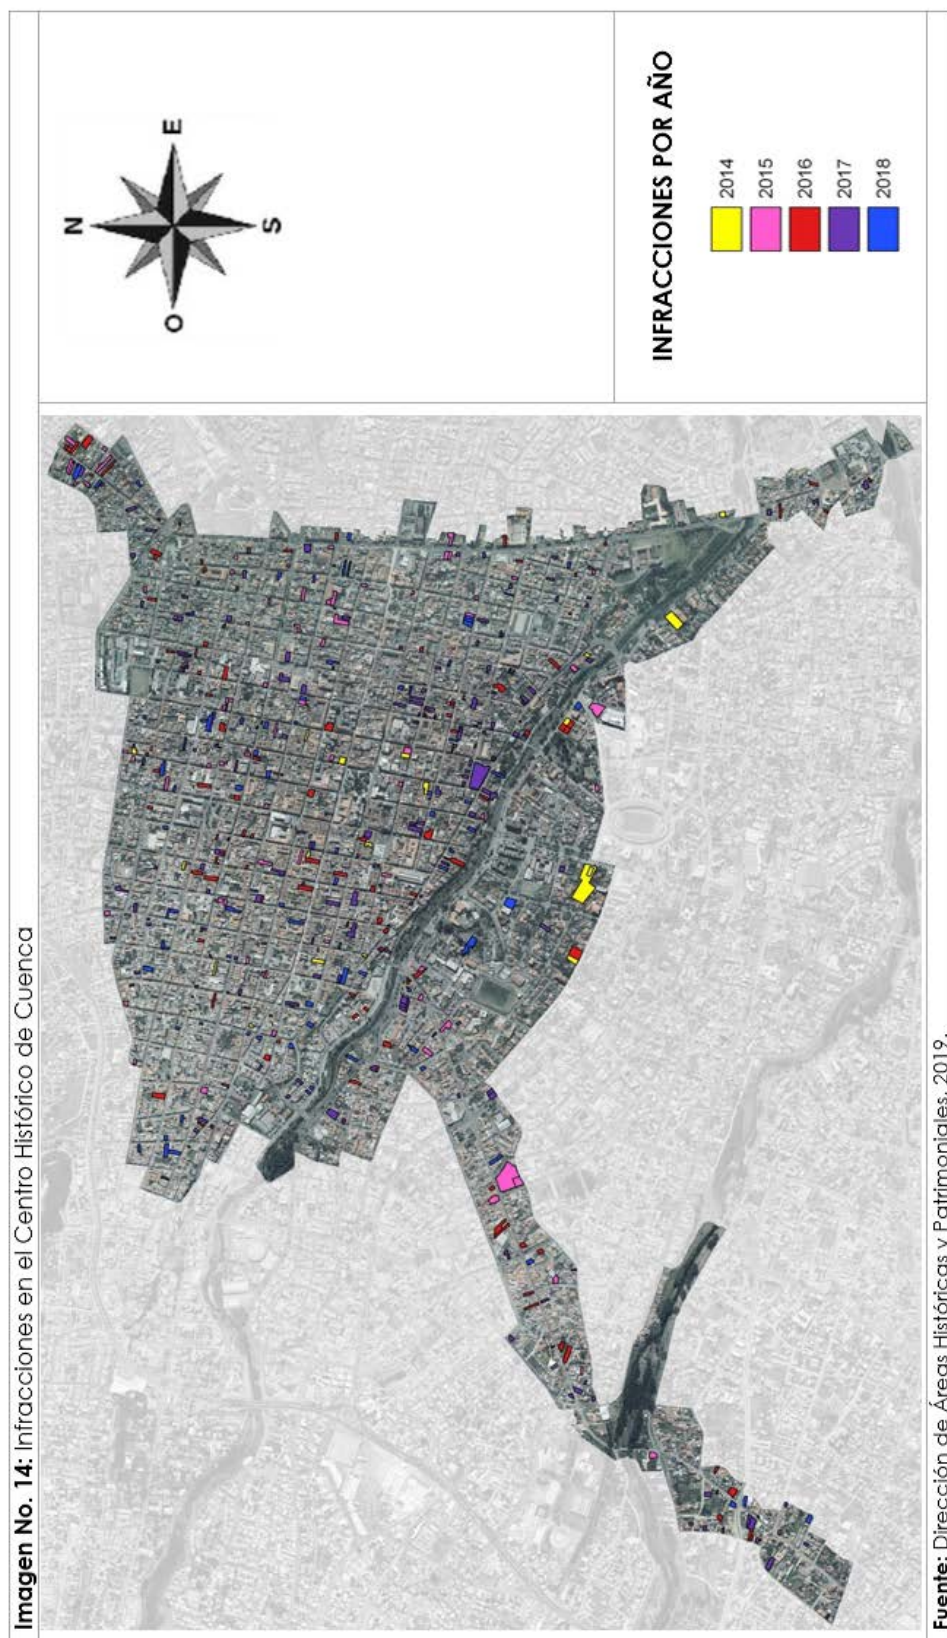 Imagen No. 14: Infracciones en el Centro Histórico de Cuenca
N
O
E
S
INFRACCIONES POR AÑO
2014
2015
2016
2017
2018
Fuente: Dirección de Áreas Históricas y Patrimoniales, 2019.